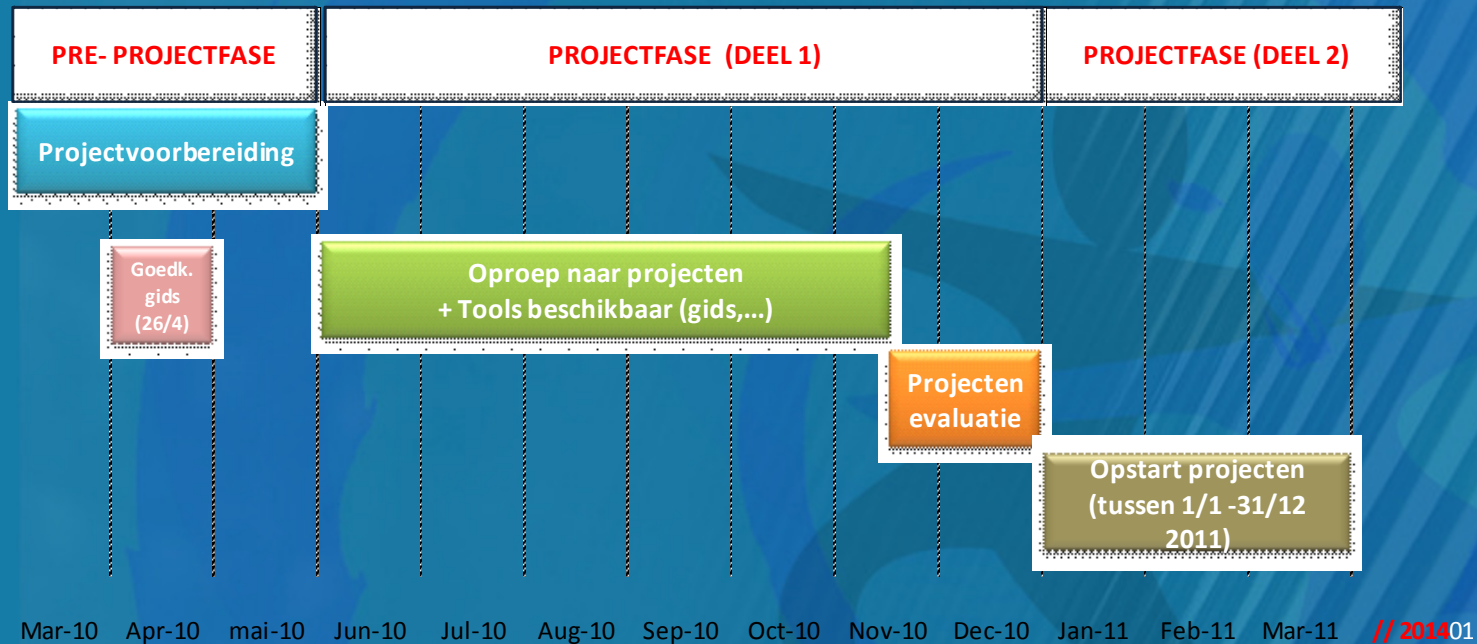 PRE- PROJECTFASE
PROJECTFASE (DEEL 1)
PROJECTFASE (DEEL 2)
Projectvoorbereiding
Goedk.
gids
(26/4)
Oproep naar projecten
+ Tools beschikbaar (gids,...)
Projecten
evaluatie
Opstart projecten
(tussen 1/1 -31/12
2011)
Mar-10 Apr-10 mai-10 Jun-10 Jul-10 Aug-10 Sep-10 Oct-10 Nov-10 Dec-10 Jan-11 Feb-11 Mar-11 // 201401